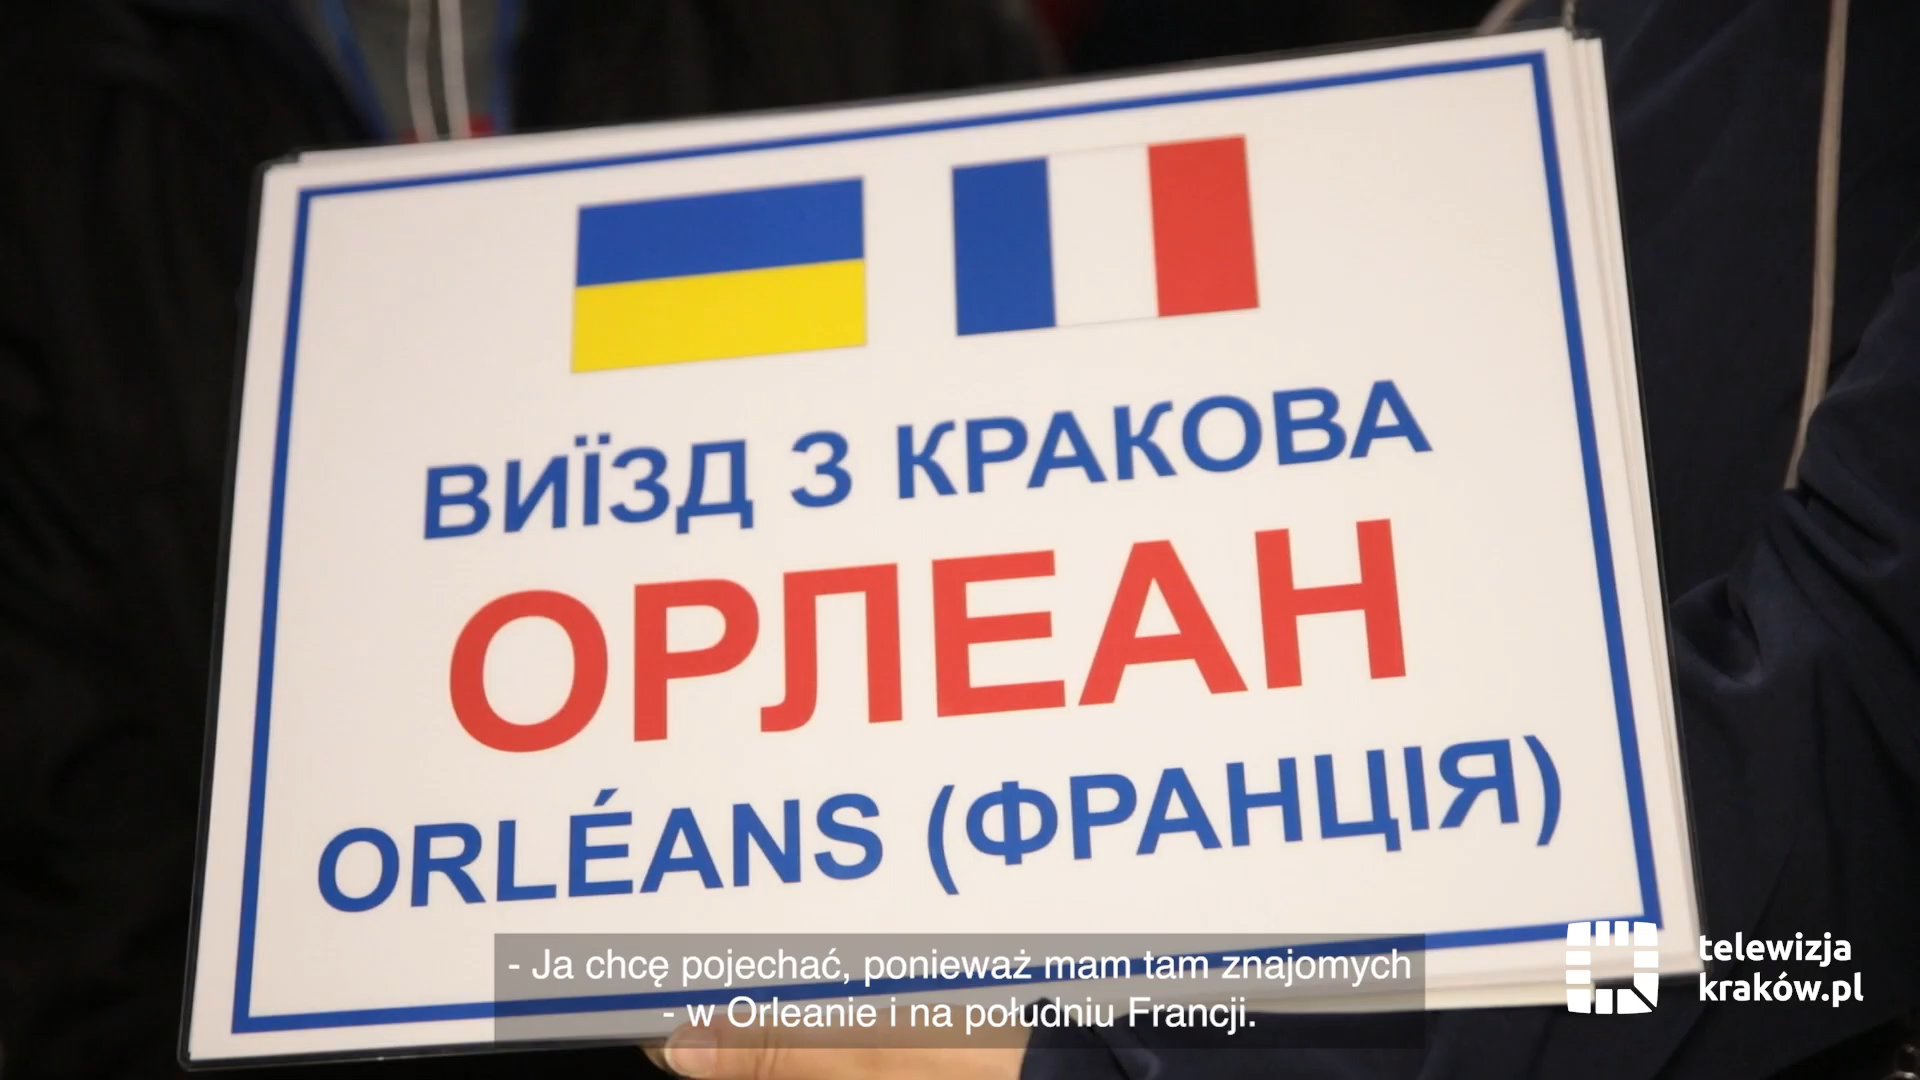 ВИЇЗД З КРАКОВА
ОРЛЕАН
ORLÉANS (ФРАНЦІЯ)
- Ja chcę pojechać, ponieważ mam tam znajomych
- w Orleanie i na południu Francji.
telewizja
kraków.pl